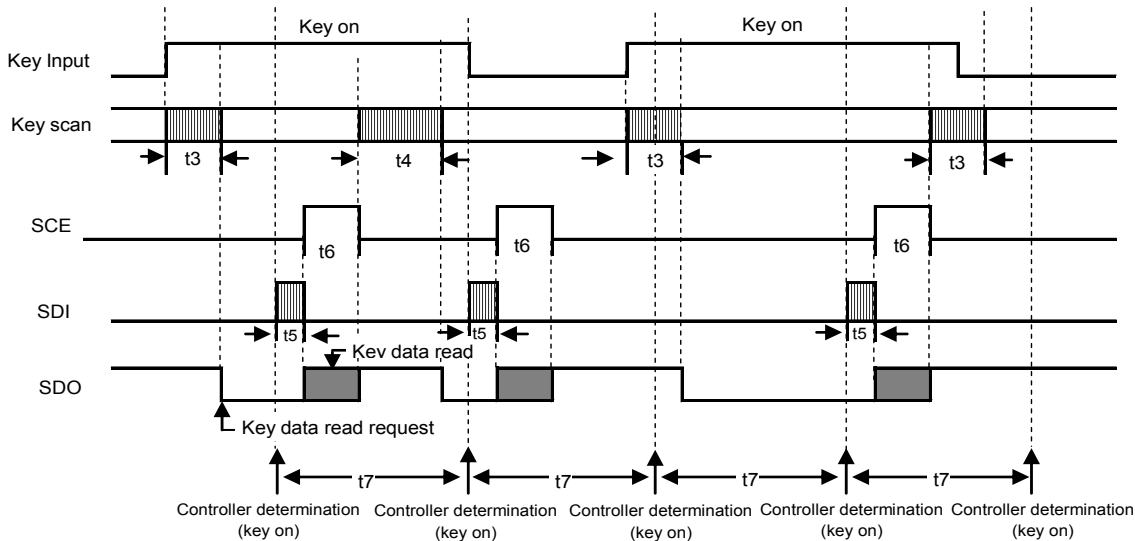 Key on
Key on
Key Input
Key scan
t3
t4
t3
t3
SCE
t6
t6
t6
SDI
t5
t5
t5
Kev data read
SDO
Key data read request
t7
t7
t7
t7
Controller determination
(key on)
Controller determination
(key on)
Controller determination
(key on)
Controller determination
(key on)
Controller determination
(key on)